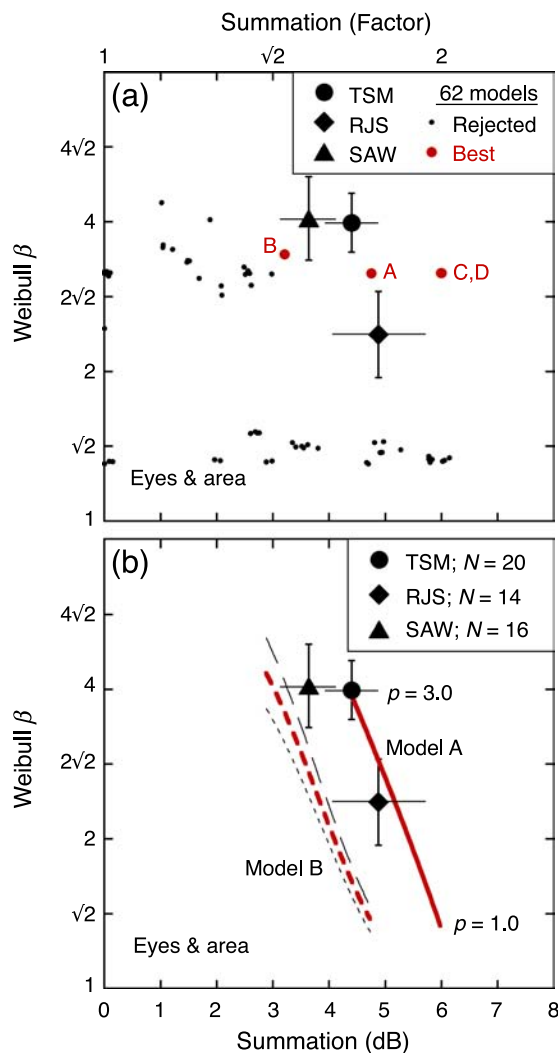 Summation (Factor)
1 √2 2
(a)
TSM
RJS
SAW
62 models
Rejected
Best
4√2
4
2√2
2
√2
1
Weibull β
B
A
C,D
Eyes & area
(b)
TSM; N = 20
RJS; N = 14
SAW; N = 16
4√2
4
2√2
2
√2
1
Weibull β
p = 3.0
Model A
Model B
p = 1.0
Eyes & area
0 1 2 3 4 5 6 7 8
Summation (dB)